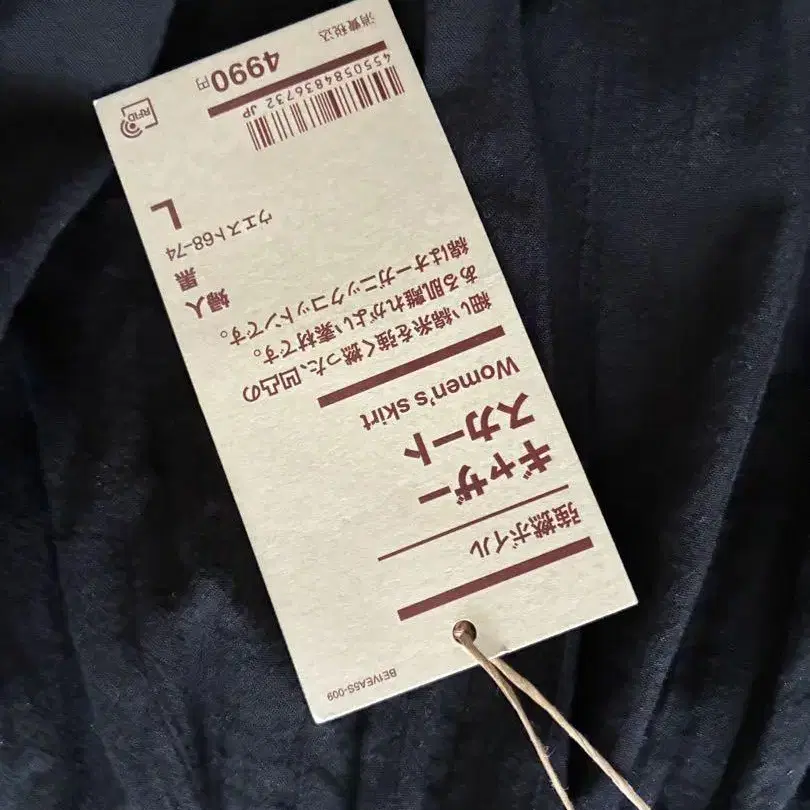 BEIVEA5S-009
強撚ボイル
ギャザー
スカート
Women's skirt
細い綿糸を強く撚った、凹凸の
ある肌離れがよい素材です。
綿はオーガニックコットンです。
婦人
黒
ウエスト68-74
L
4550584836732 JP
RFID
4990円
消費税込